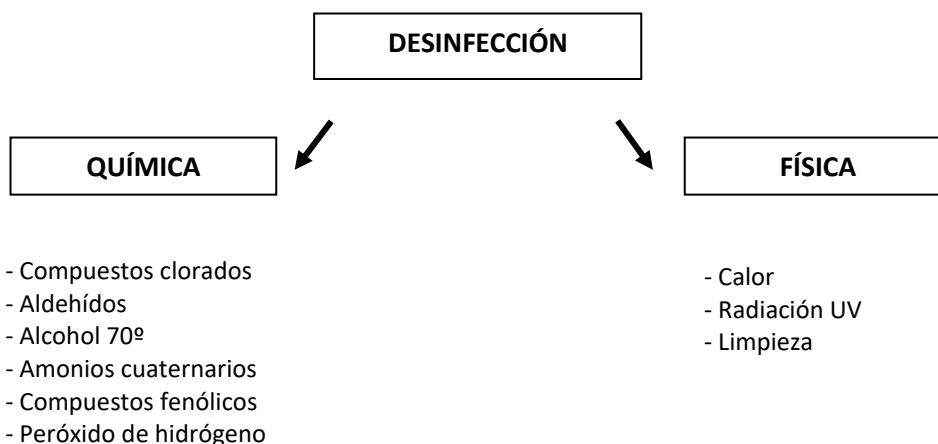 DESINFECCIÓN
QUÍMICA
FÍSICA
- Compuestos clorados
- Aldehídos
- Alcohol 70º
- Amonios cuaternarios
- Compuestos fenólicos
- Peróxido de hidrógeno
- Calor
- Radiación UV
- Limpieza